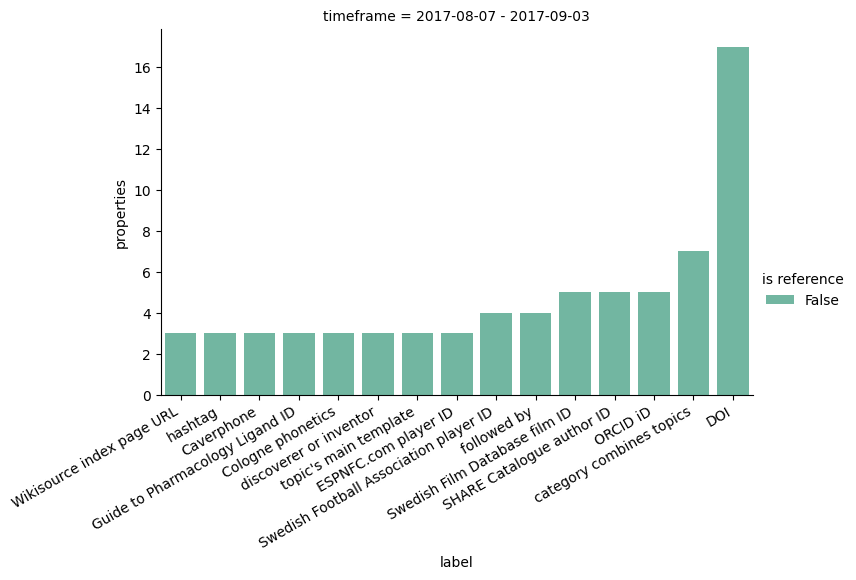 timeframe = 2017-08-07 - 2017-09-03
properties
16
14
12
10
8
6
4
2
0
is reference
False
Wikisource index page URL
hashtag
Caverphone
Guide to Pharmacology Ligand ID
Cologne phonetics
discoverer or inventor
topic's main template
ESPNFC.com player ID
Swedish Football Association player ID
followed by
Swedish Film Database film ID
SHARE Catalogue author ID
ORCID iD
category combines topics
DOI
label